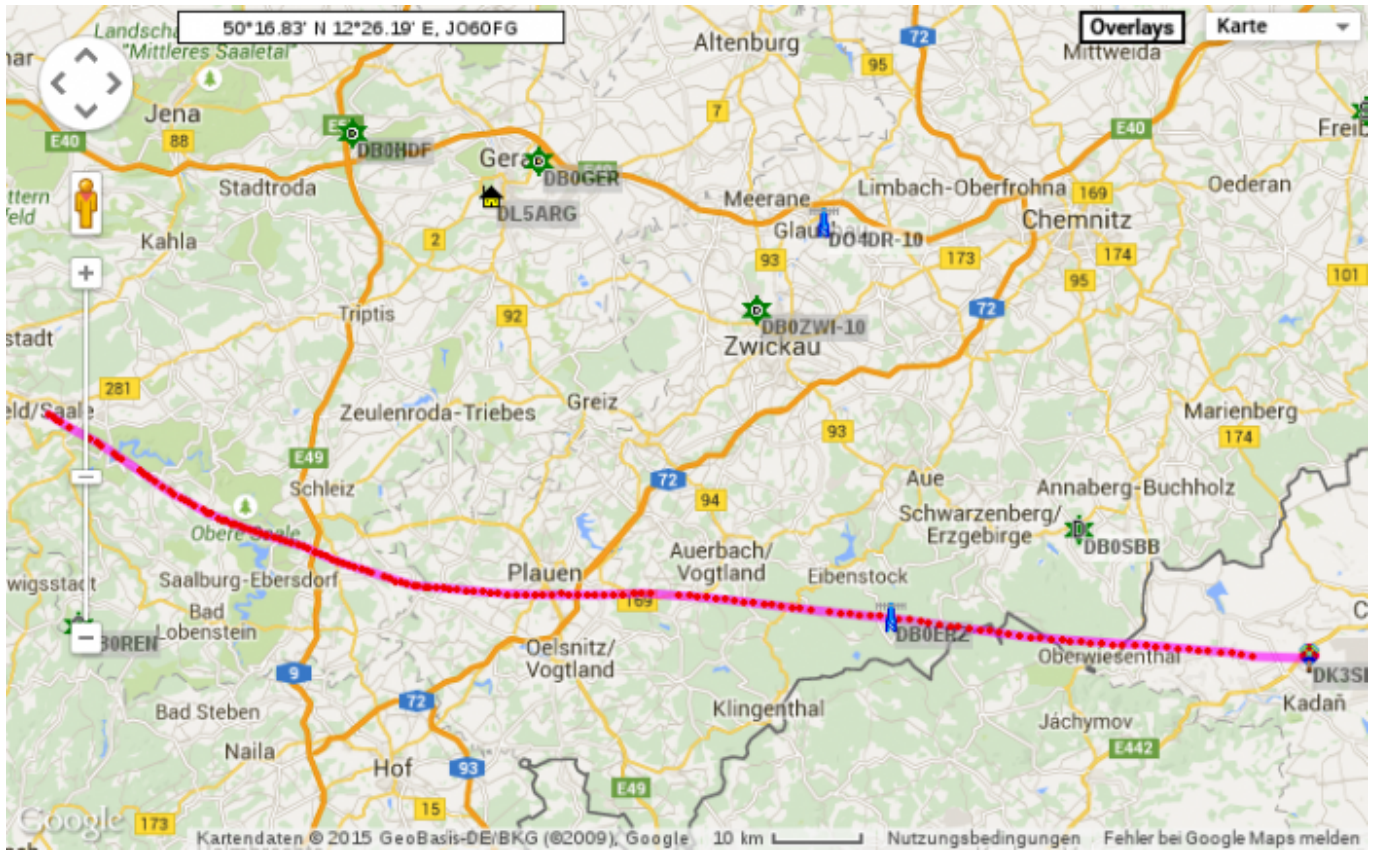 Landscha
"Mittleres Saaletal"
50°16.83' N 12°26.19' E, JO60FG
Altenburg
72
Overlays
Karte
Mittweida
95
7
Jena
88
E40
DB0HDF
Gera
DB0GER
E40
Freib
Stadtroda
DL5ARG
Meerane
Limbach-Oberfrohna
169
Oederan
Chemnitz
DO4DR-10
2
Kahla
93
173
174
95
101
Triptis
92
DB0ZWI-10
72
Zwickau
stadt
281
eld/Saale
Zeulenroda-Triebes
Greiz
93
Marienberg
174
E49
Schleiz
72
94
Aue
Annaberg-Buchholz
Obere Saale
Schwarzenberg/
Erzgebirge
DB0SBB
Auerbach/
Vogtland
Plauen
Eibenstock
wigsstadt
Saalburg-Ebersdorf
169
Bad
Lobenstein
B0REN
DB0ERZ
Oelsnitz/
Vogtland
Oberwiesenthal
9
72
Kadaň
Bad Steben
Klingenthal
Jáchymov
E442
Naila
Hof
93
E49
15
Google
173
Kartendaten © 2015 GeoBasis-DE/BKG (©2009), Google
10 km
Nutzungsbedingungen
Fehler bei Google Maps melden